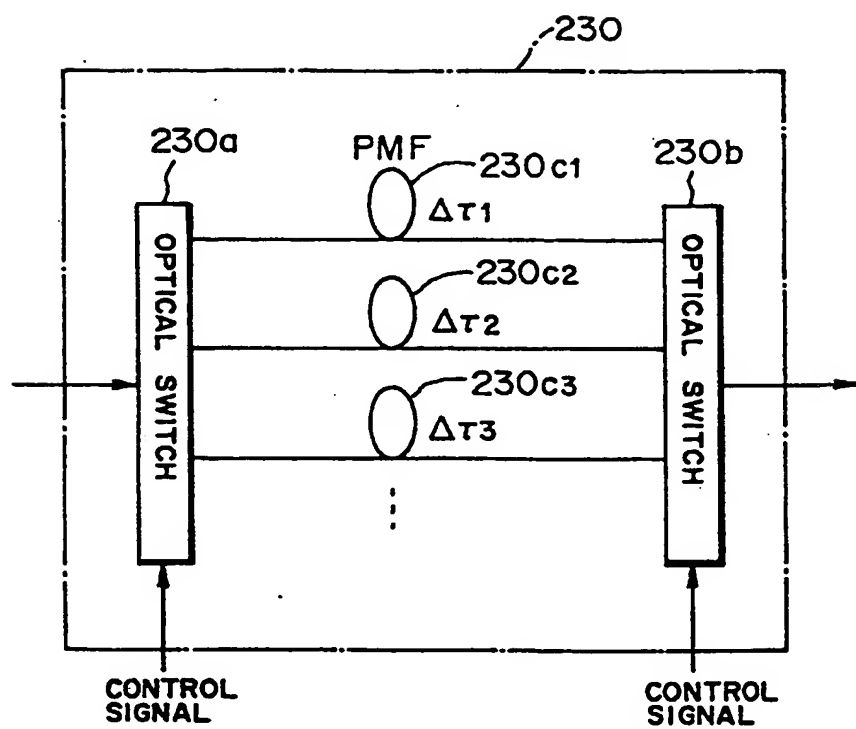 230
230a
PMF
230c1
230b
Δτ1
OPTICAL SWITCH
OPTICAL SWITCH
230c2
Δτ2
230c3
Δτ3
CONTROL
SIGNAL
CONTROL
SIGNAL